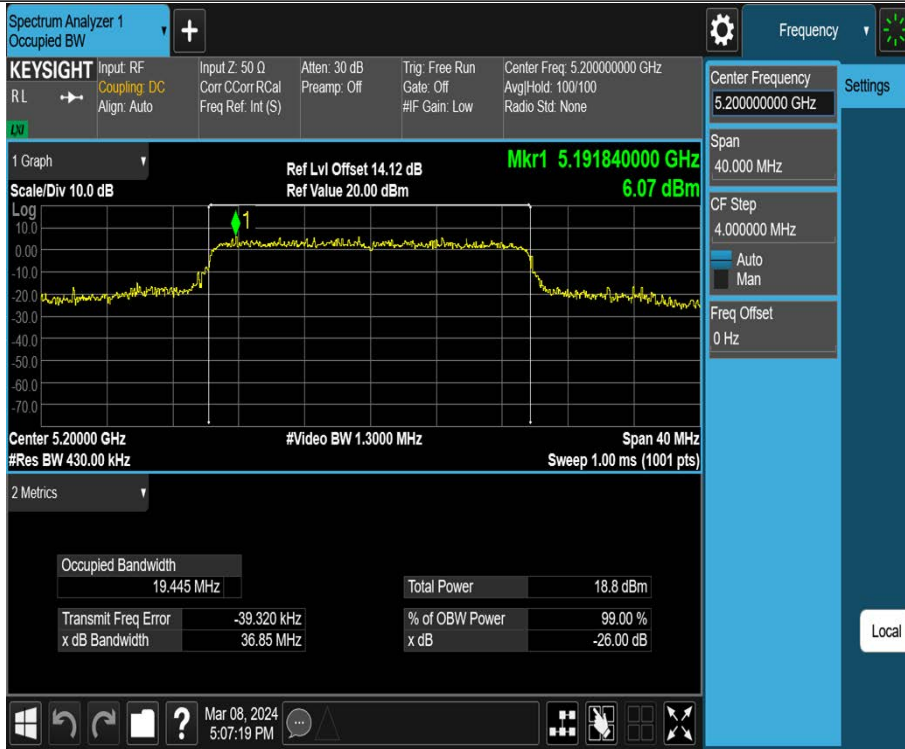 Spectrum Analyzer 1
Occupied BW
+
Frequency
KEYSIGHT
R L
LXI
Input: RF
Coupling: DC
Align: Auto
Input Z: 50 Ω
Corr CCorr RCal
Freq Ref: Int (S)
Atten: 30 dB
Preamp: Off
Trig: Free Run
Gate: Off
#IF Gain: Low
Center Freq: 5.200000000 GHz
Avg|Hold: 100/100
Radio Std: None
1 Graph
Scale/Div 10.0 dB
Ref Lvl Offset 14.12 dB
Ref Value 20.00 dBm
Mkr1 5.191840000 GHz
6.07 dBm
Log
10.0
0.00
-10.0
-20.0
-30.0
-40.0
-50.0
-60.0
-70.0
1
Center 5.20000 GHz
#Video BW 1.3000 MHz
Span 40 MHz
#Res BW 430.00 kHz
Sweep 1.00 ms (1001 pts)
2 Metrics
Occupied Bandwidth
19.445 MHz
Total Power 18.8 dBm
Transmit Freq Error -39.320 kHz
% of OBW Power 99.00 %
x dB Bandwidth 36.85 MHz
x dB -26.00 dB
Center Frequency
5.200000000 GHz
Settings
Span
40.000 MHz
CF Step
4.000000 MHz
Auto
Man
Freq Offset
0 Hz
Local
?
Mar 08, 2024
5:07:19 PM